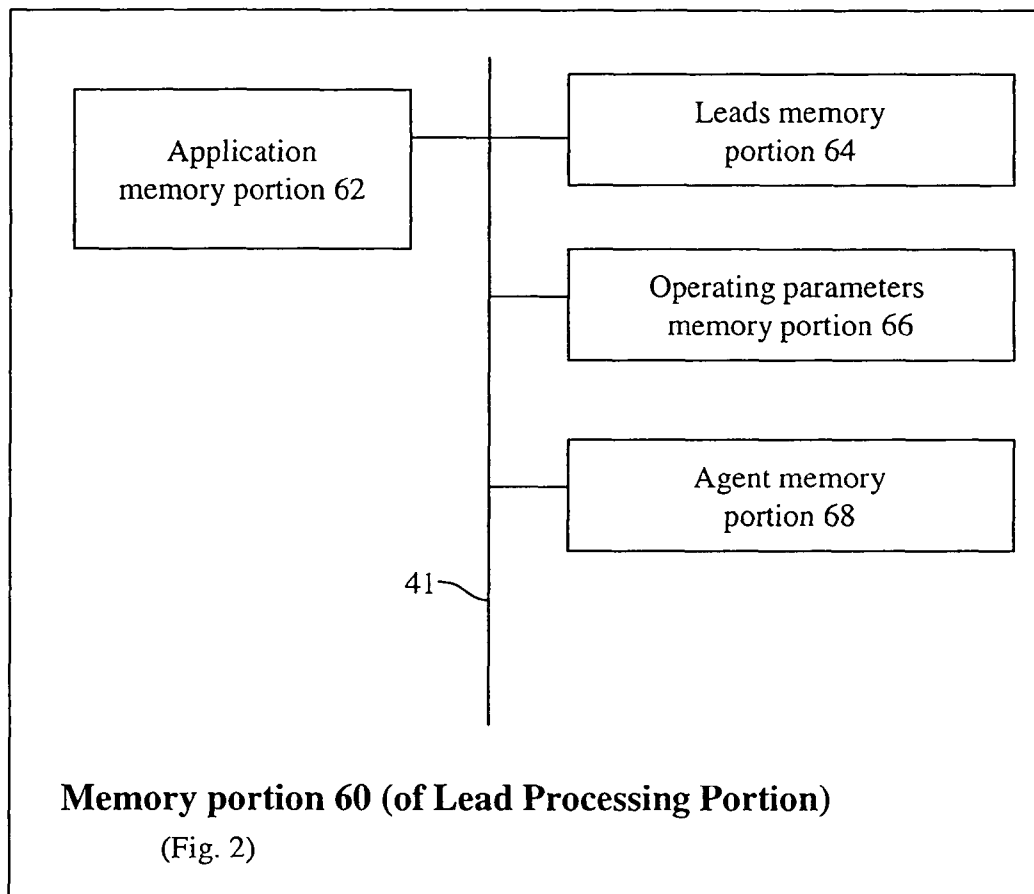 Application
memory portion 62
Leads memory
portion 64
Operating parameters
memory portion 66
Agent memory
portion 68
41
Memory portion 60 (of Lead Processing Portion)
(Fig. 2)